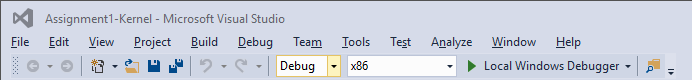 Assignment1-Kernel - Microsoft Visual Studio
File Edit View Project Build Debug Team Tools Test Analyze Window Help
Debug x86 Local Windows Debugger